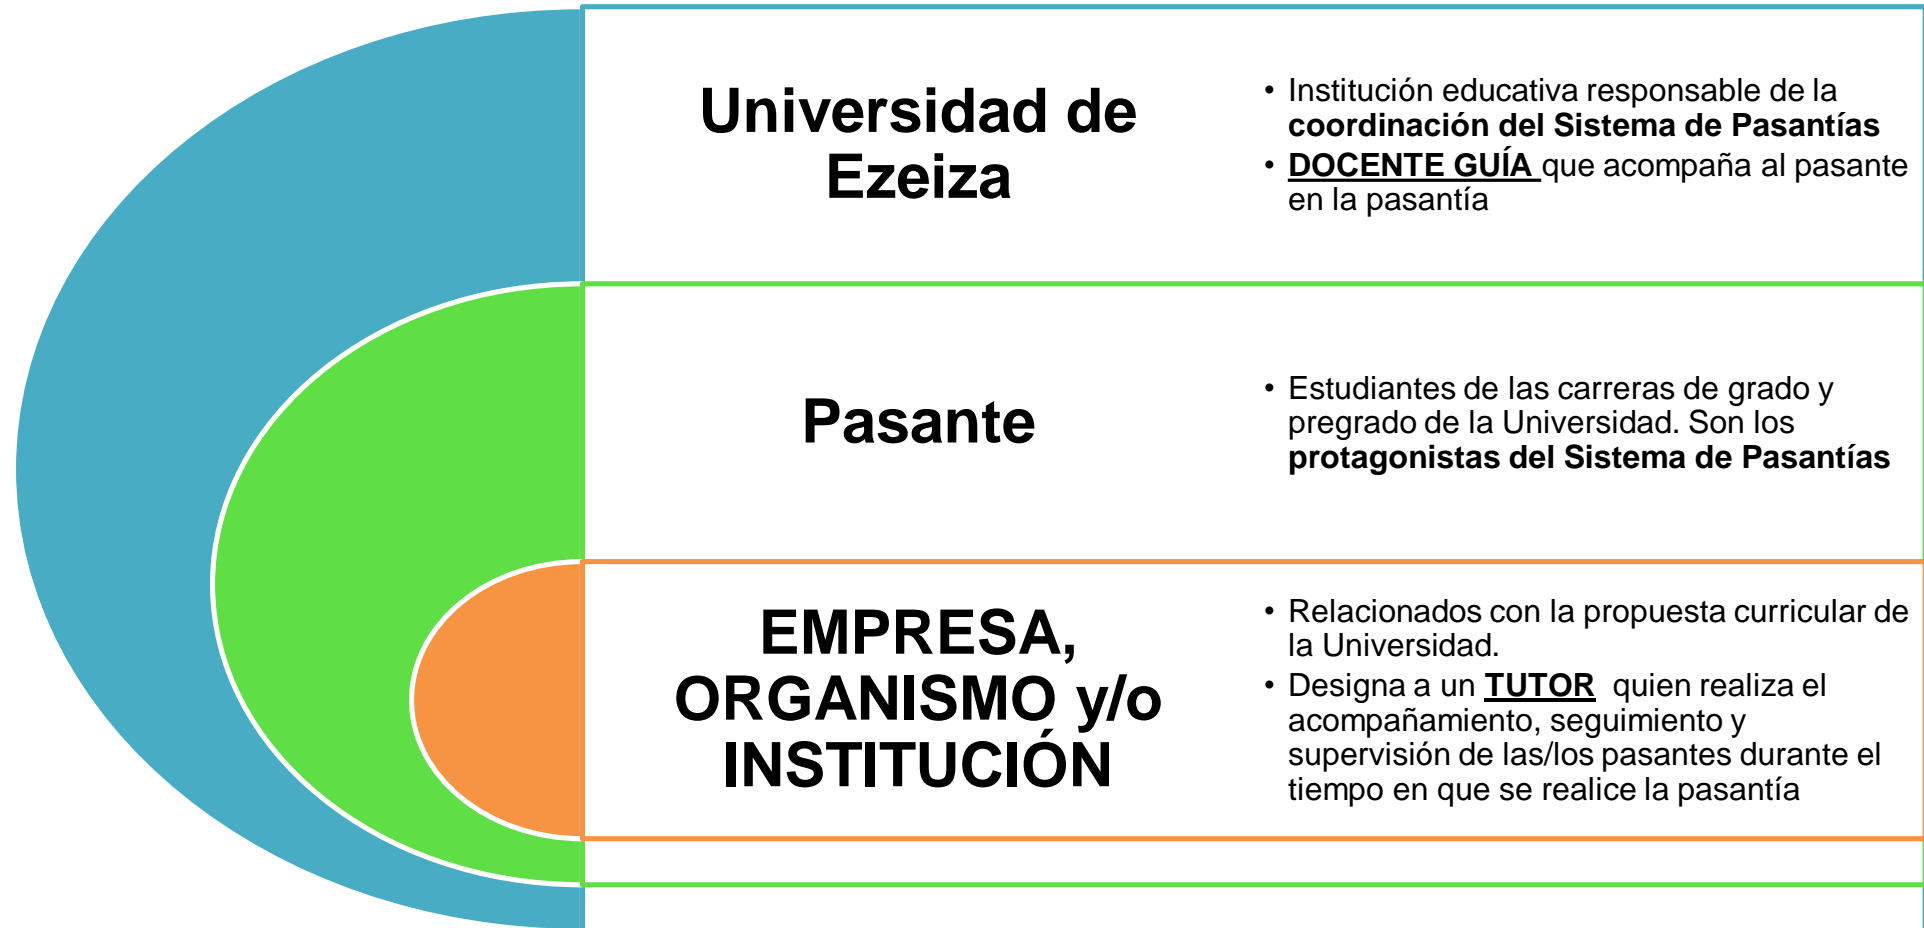 Universidad de
Ezeiza
• Institución educativa responsable de la
coordinación del Sistema de Pasantías
• DOCENTE GUÍA que acompaña al pasante
en la pasantía
Pasante
• Estudiantes de las carreras de grado y
pregrado de la Universidad. Son los
protagonistas del Sistema de Pasantías
EMPRESA,
ORGANISMO y/o
INSTITUCIÓN
• Relacionados con la propuesta curricular de
la Universidad.
• Designa a un TUTOR quien realiza el
acompañamiento, seguimiento y
supervisión de las/los pasantes durante el
tiempo en que se realice la pasantía